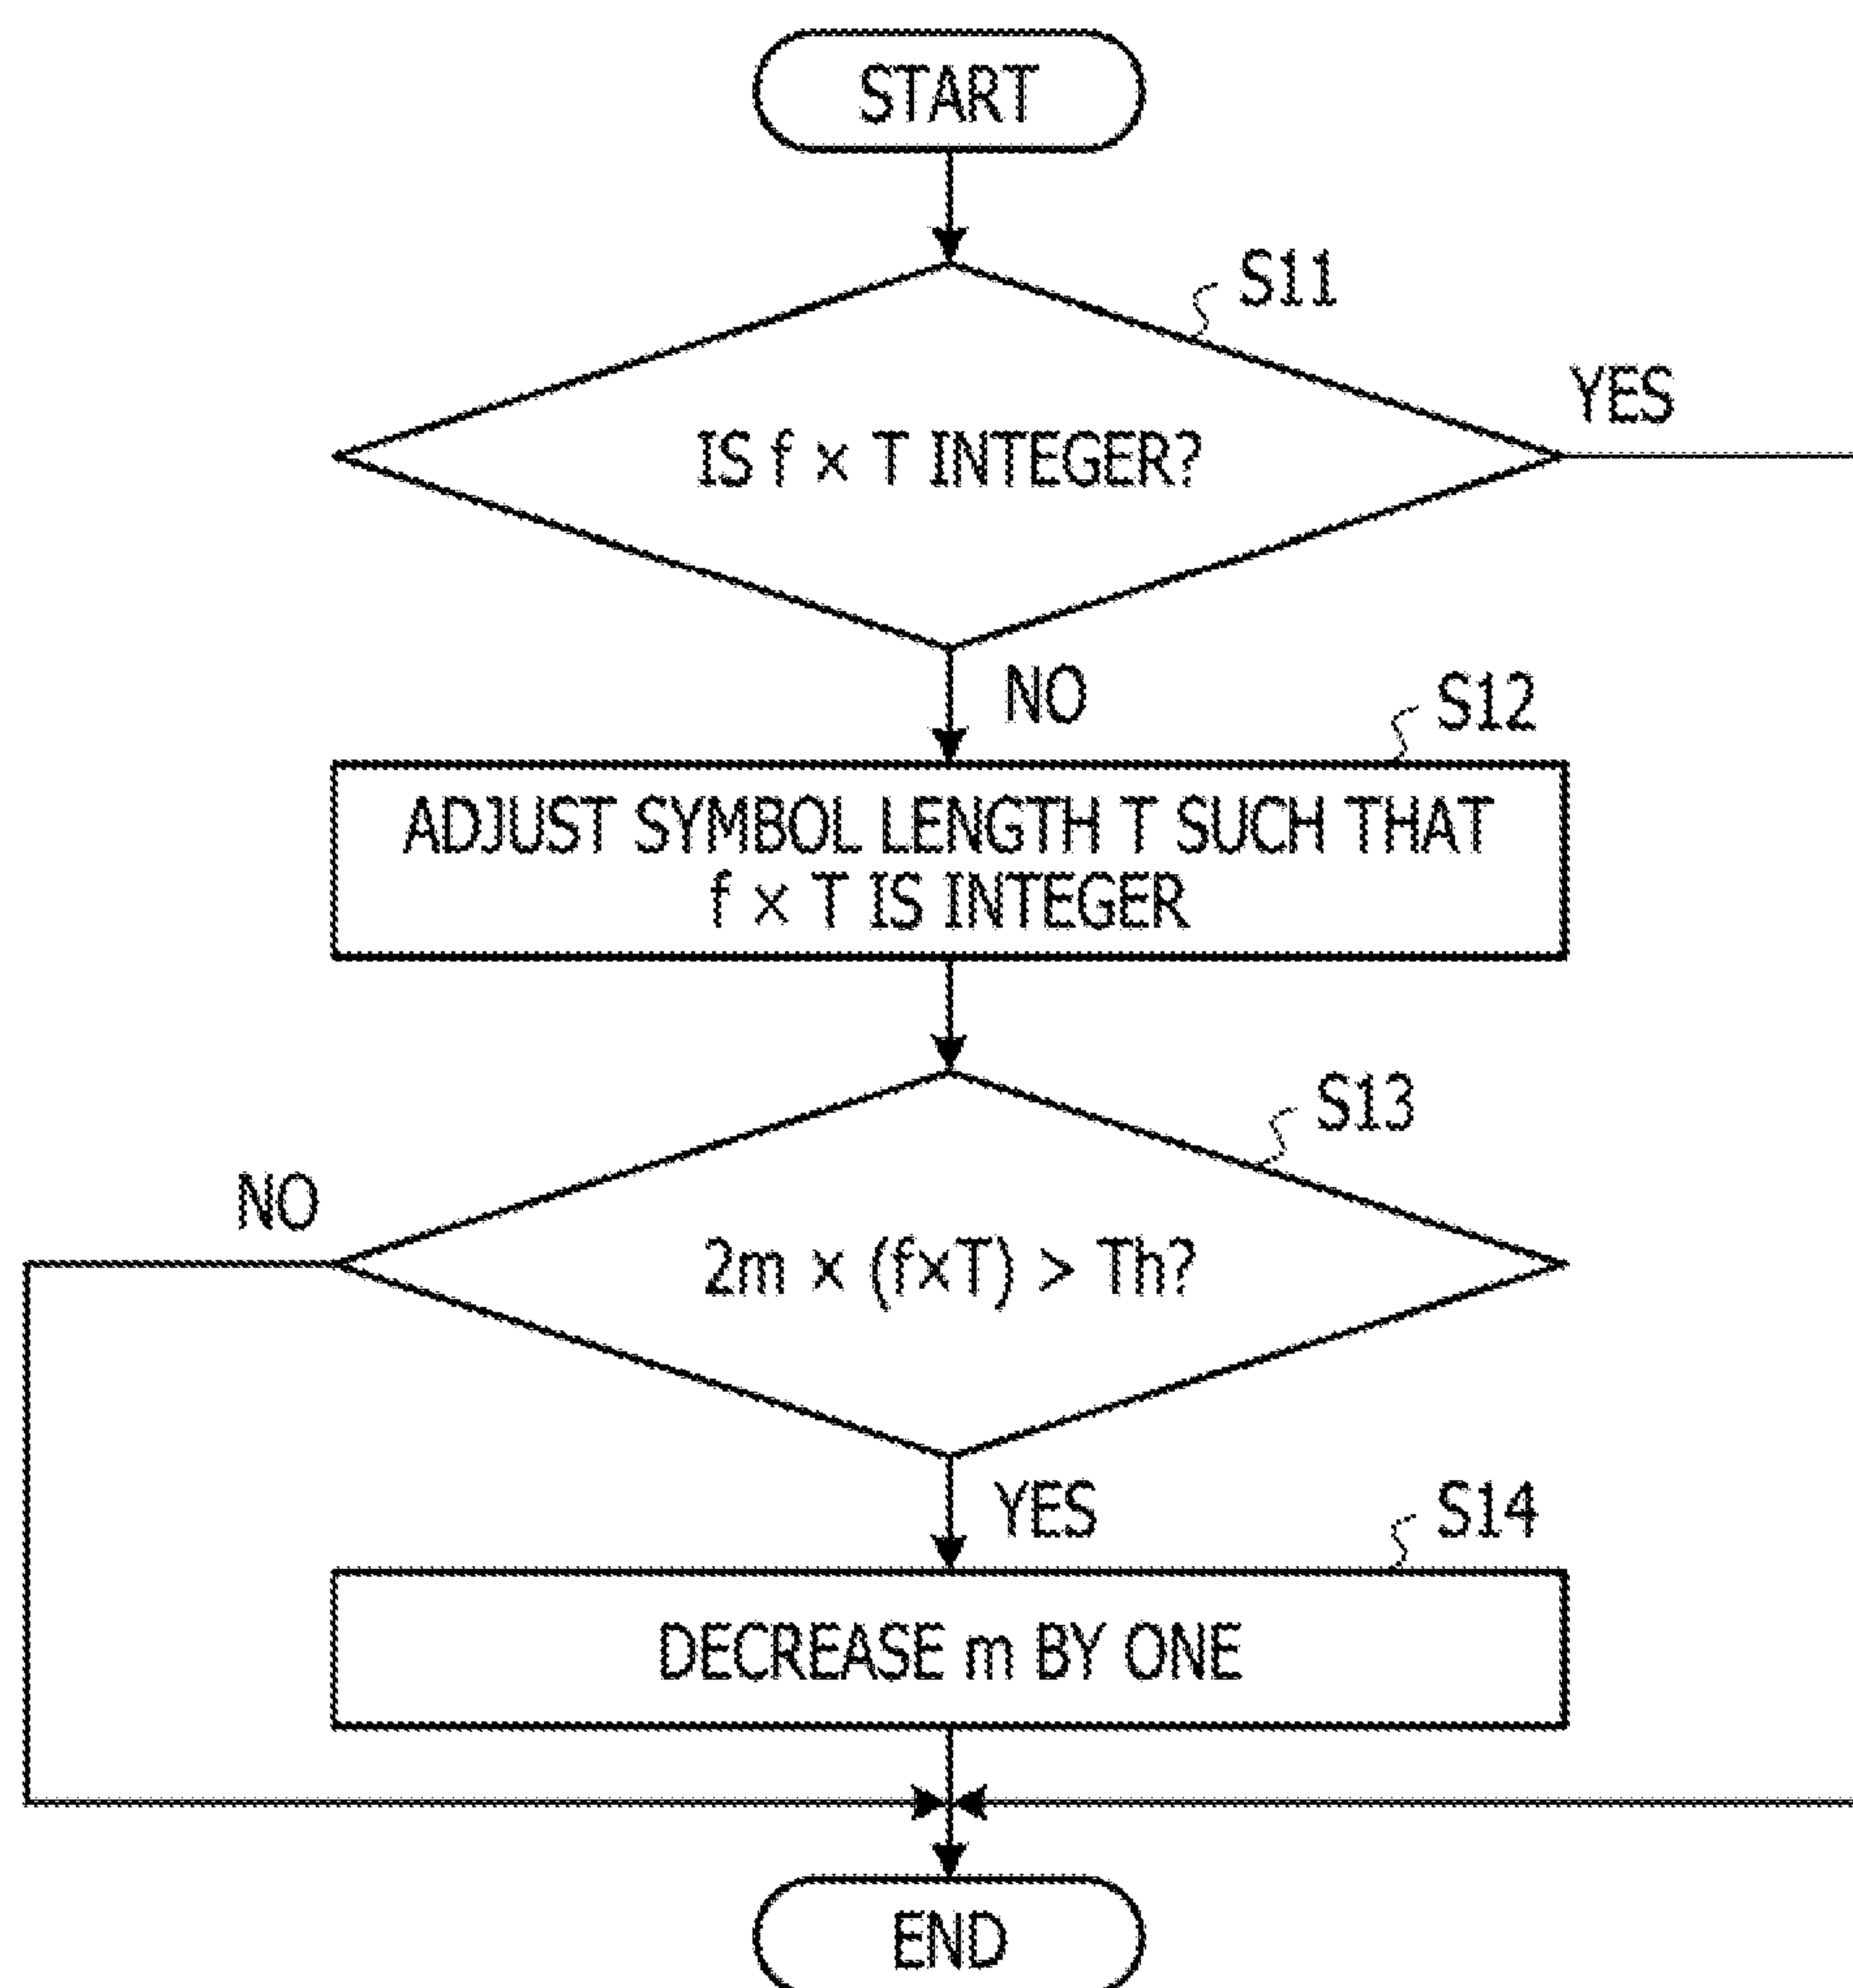 START
S11
YES
IS f × T INTEGER?
NO
S12
ADJUST SYMBOL LENGTH T SUCH THAT
f × T IS INTEGER
S13
NO
2m × (f×T) > Th?
YES
S14
DECREASE m BY ONE
END